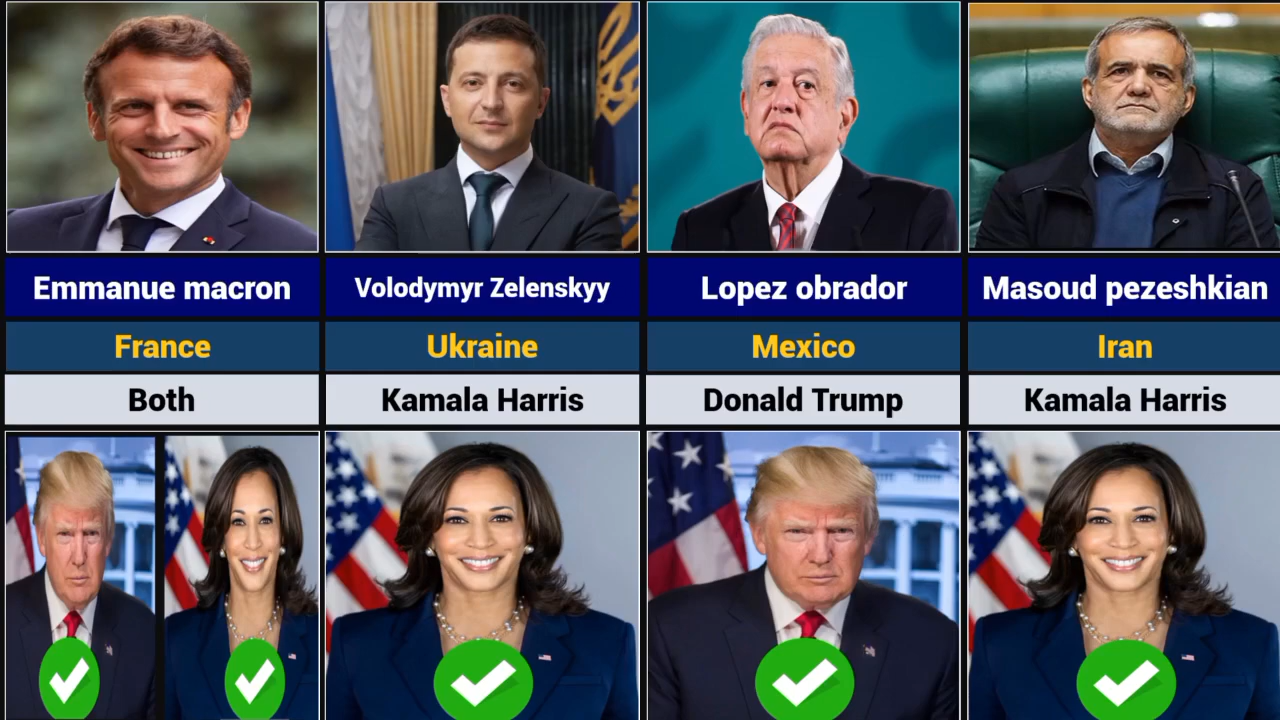 Emmanue macron
Volodymyr Zelenskyy
Lopez obrador
Masoud pezeshkian
France
Ukraine
Mexico
Iran
Both
Kamala Harris
Donald Trump
Kamala Harris